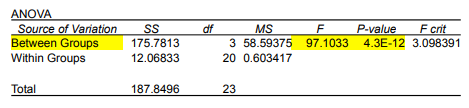 ANOVA
Source of Variation SS df MS F P-value F crit
Between Groups 175.7813 3 58.59375 97.1033 4.3E-12 3.098391
Within Groups 12.06833 20 0.603417
Total 187.8496 23